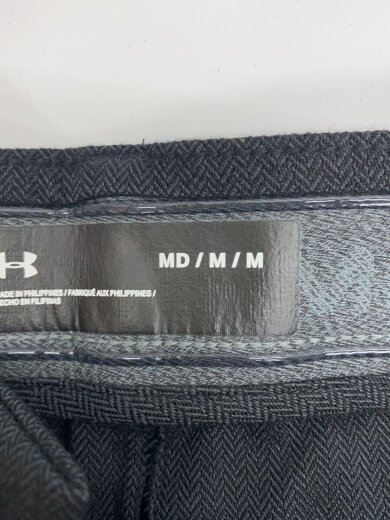 MD / M / M
ADE IN PHILIPPINES / FABRIQUÉ AUX PHILIPPINES /
ECHO EN FILIPINAS